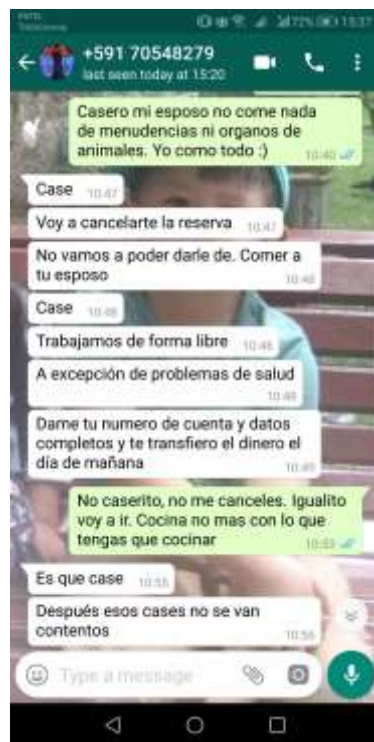 15:37
+591 70548279
last seen today at 15:20
Casero mi esposo no come nada
de menudencias ni organos de
animales. Yo como todo :)
10:40
Case
10:47
Voy a cancelarte la reserva
10:47
No vamos a poder darle de. Comer a
tu esposo
10:48
Case
10:48
Trabajamos de forma libre
10:48
A excepción de problemas de salud
10:49
Dame tu numero de cuenta y datos
completos y te transfiero el dinero el
día de mañana
10:49
No caserito, no me canceles. Igualito
voy a ir. Cocina no mas con lo que
tengas que cocinar
10:53
Es que case
10:55
Después esos cases no se van
contentos
10:56
Type a message